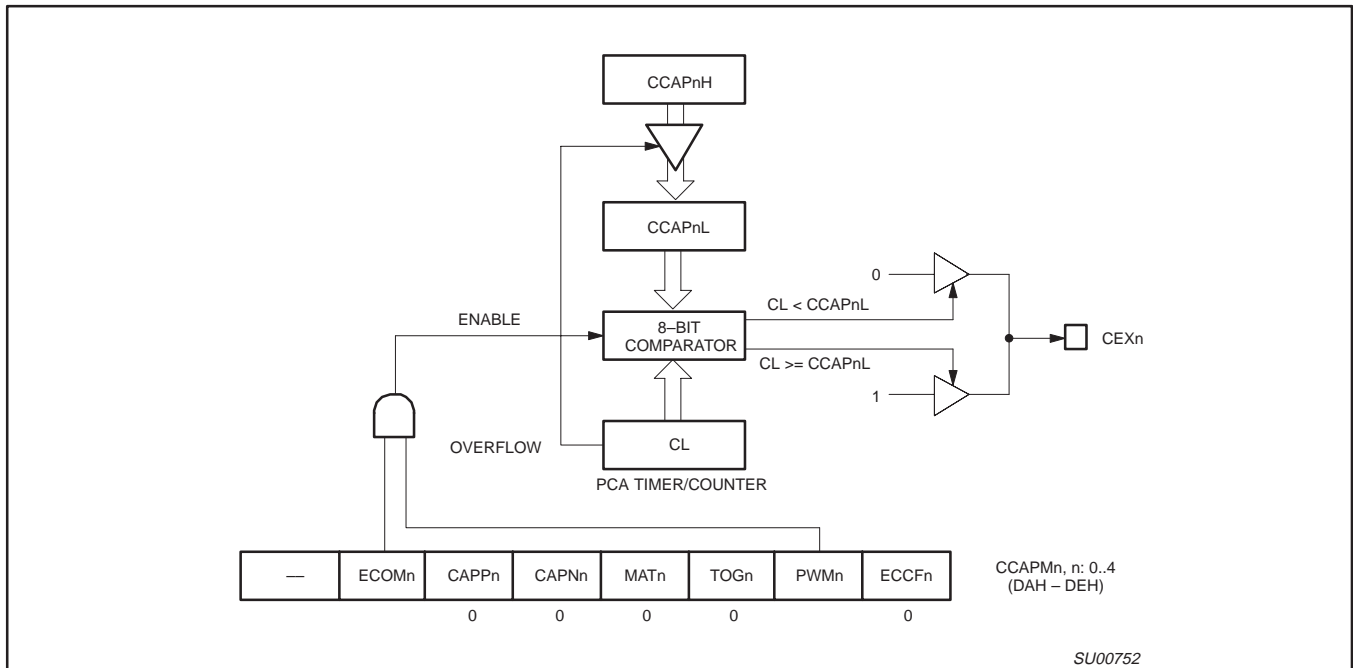 CCAPnH
CCAPnL
0
CL < CCAPnL
ENABLE
8–BIT
COMPARATOR
CEXn
CL >= CCAPnL
1
OVERFLOW
CL
PCA TIMER/COUNTER
— ECOMn CAPPn CAPNn MATn TOGn PWMn ECCFn
CCAPMn, n: 0..4
(DAH – DEH)
0 0 0 0 0
SU00752